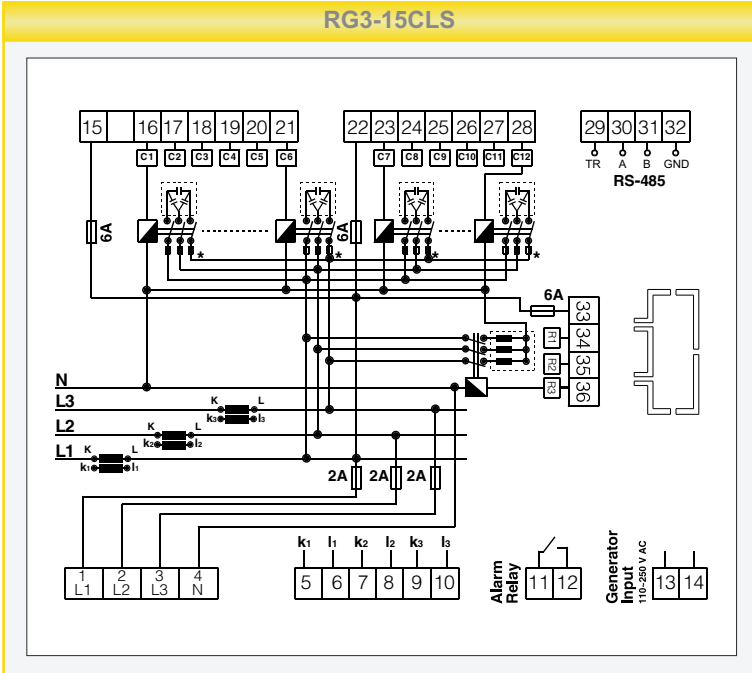 RG3-15CLS
15 16 17 18 19 20 21
22 23 24 25 26 27 28
29 30 31 32
C1 C2 C3 C4 C5 C6
C7 C8 C9 C10 C11 C12
TR A B GND
RS-485
6A
6A
* * * *
6A
33
34
35
36
R1
R2
R3
N
L3
K L
k3 l3
L2
K L
k2 l2
L1
K L
k1 l1
2A 2A 2A
k1 l1 k2 l2 k3 l3
1 2 3 4
L1 L2 L3 N
5 6 7 8 9 10
Alarm
Relay
11 12
Generator
Input
110-250 V AC
13 14